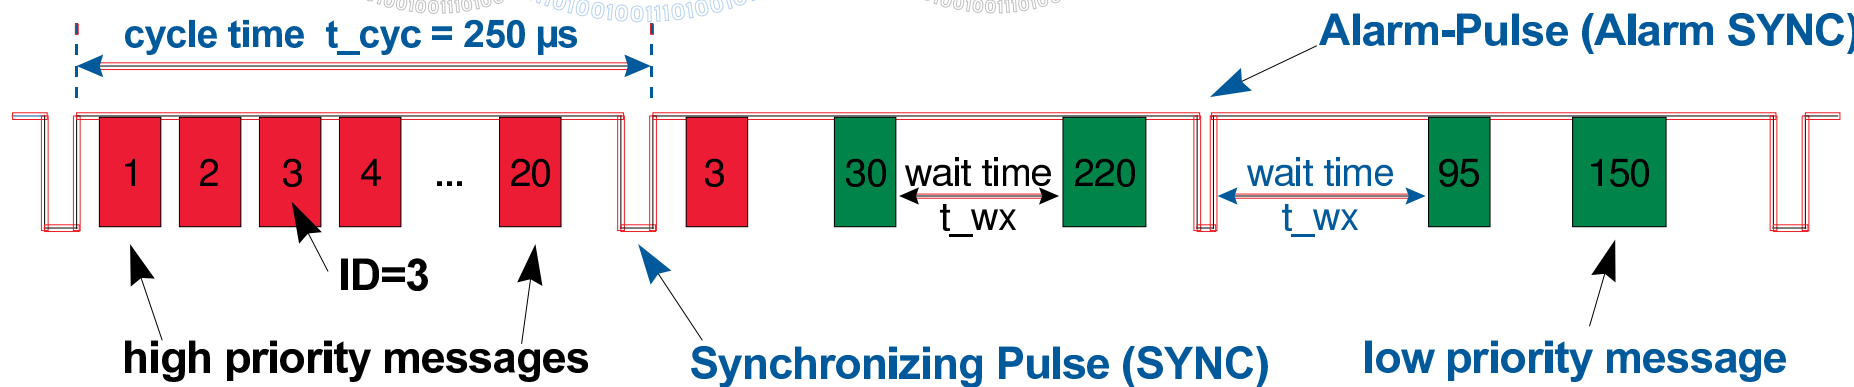 cycle time t_cyc = 250 µs
Alarm-Pulse (Alarm SYNC)
1 2 3 4 ... 20 3 30 wait time 220 wait time 95 150
t_wx t_wx
ID=3
high priority messages Synchronizing Pulse (SYNC) low priority message